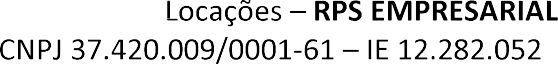 Locações – RPS EMPRESARIAL
CNPJ 37.420.009/0001-61 – IE 12.282.052